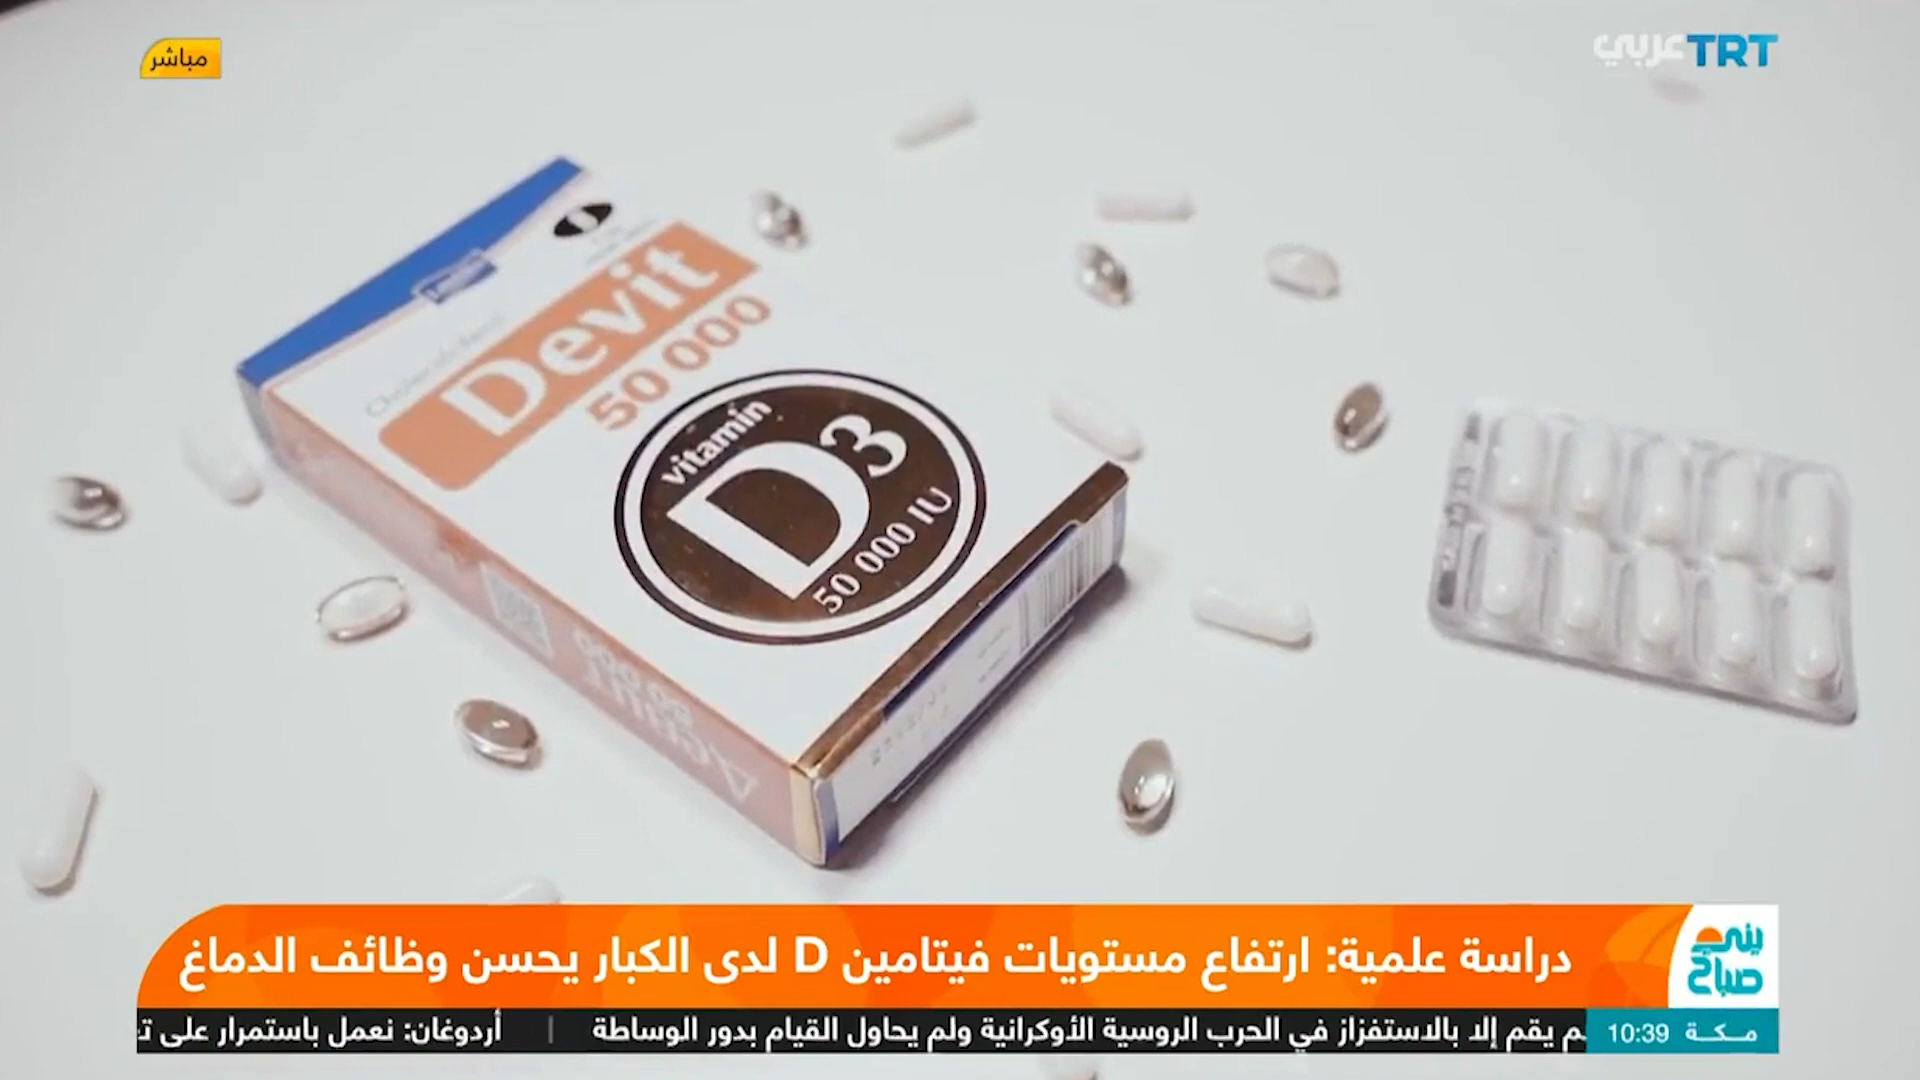 مباشر
TRT عربي
Devit
50 000
vitamin
D3
50 000 IU
دراسة علمية: ارتفاع مستويات فيتامين D لدى الكبار يحسن وظائف الدماغ
يني صباح
يقم إلا بالاستفزاز في الحرب الروسية الأوكرانية ولم يحاول القيام بدور الوساطة | أردوغان: نعمل باستمرار على
مكة 10:39